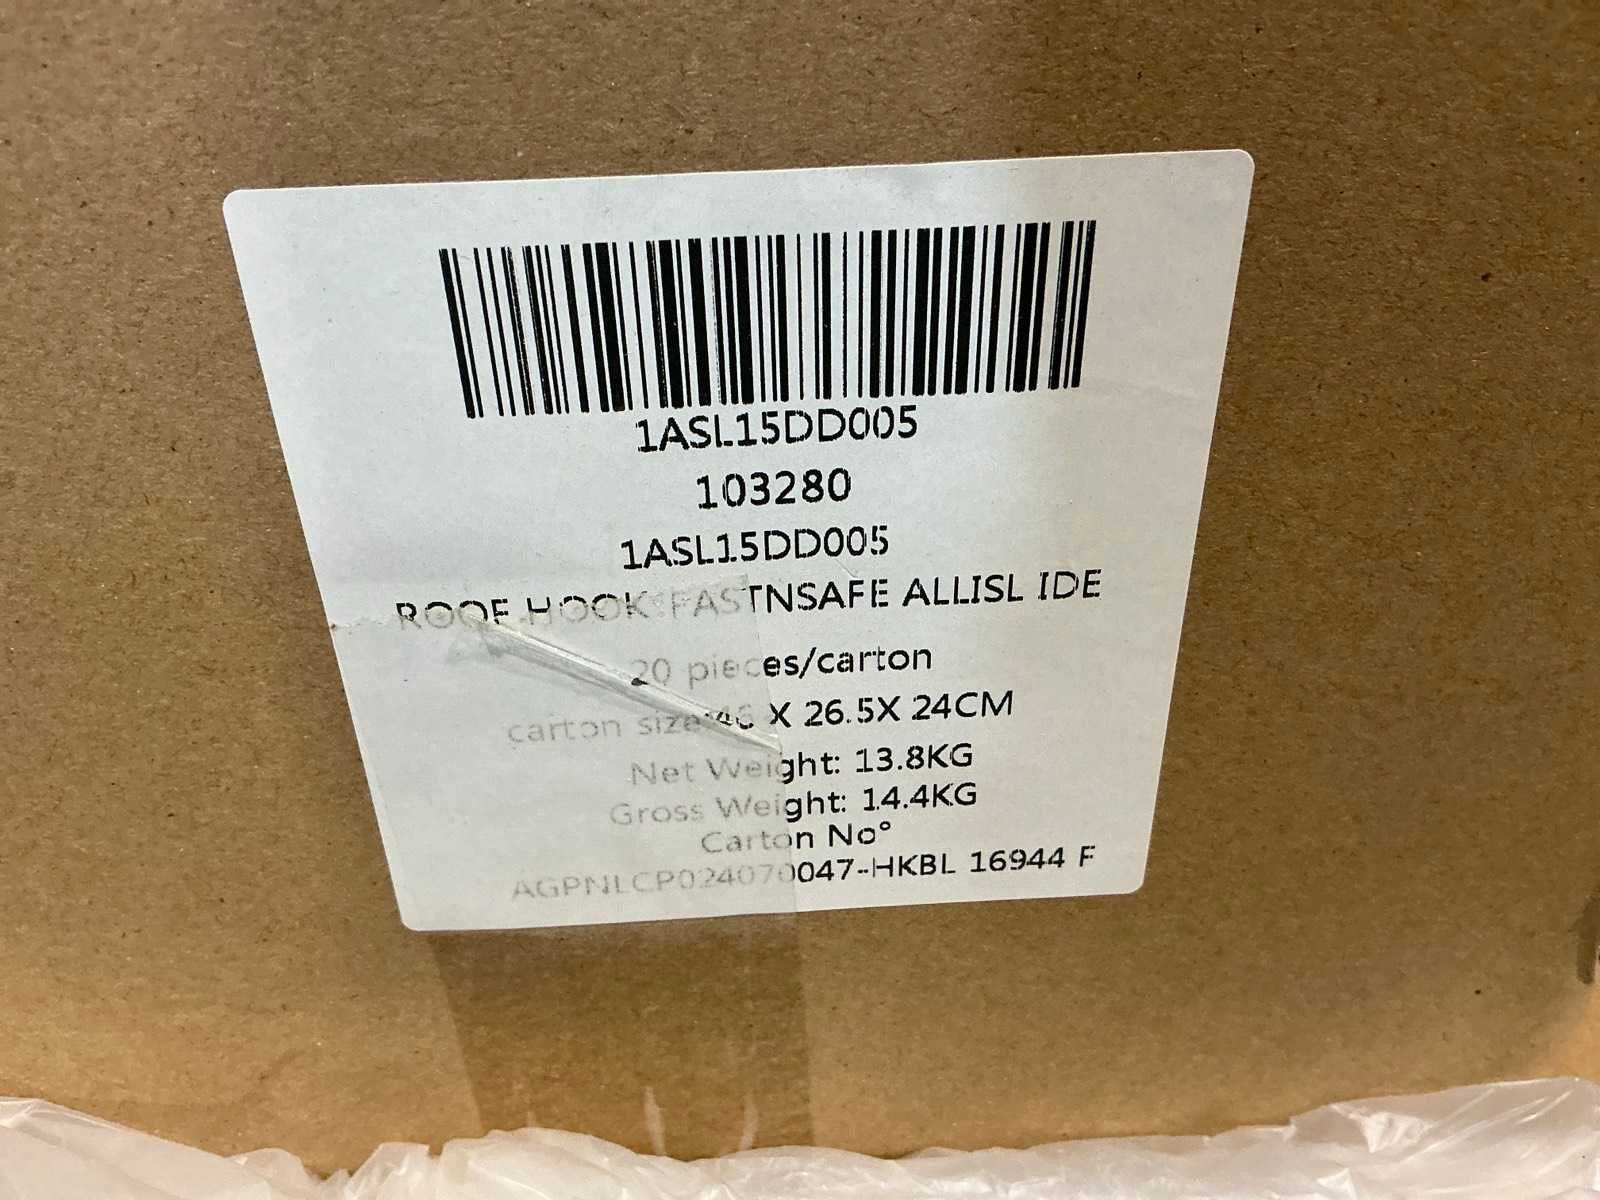 1ASL15DD005
103280
1ASL15DD005
ROOF HOOK FASTNSAFE ALLISL IDE
20 pieces/carton
carton size:46 X 26.5X 24CM
Net Weight: 13.8KG
Gross Weight: 14.4KG
Carton No°
AGPNLCP024070047-HKBL 16944 F